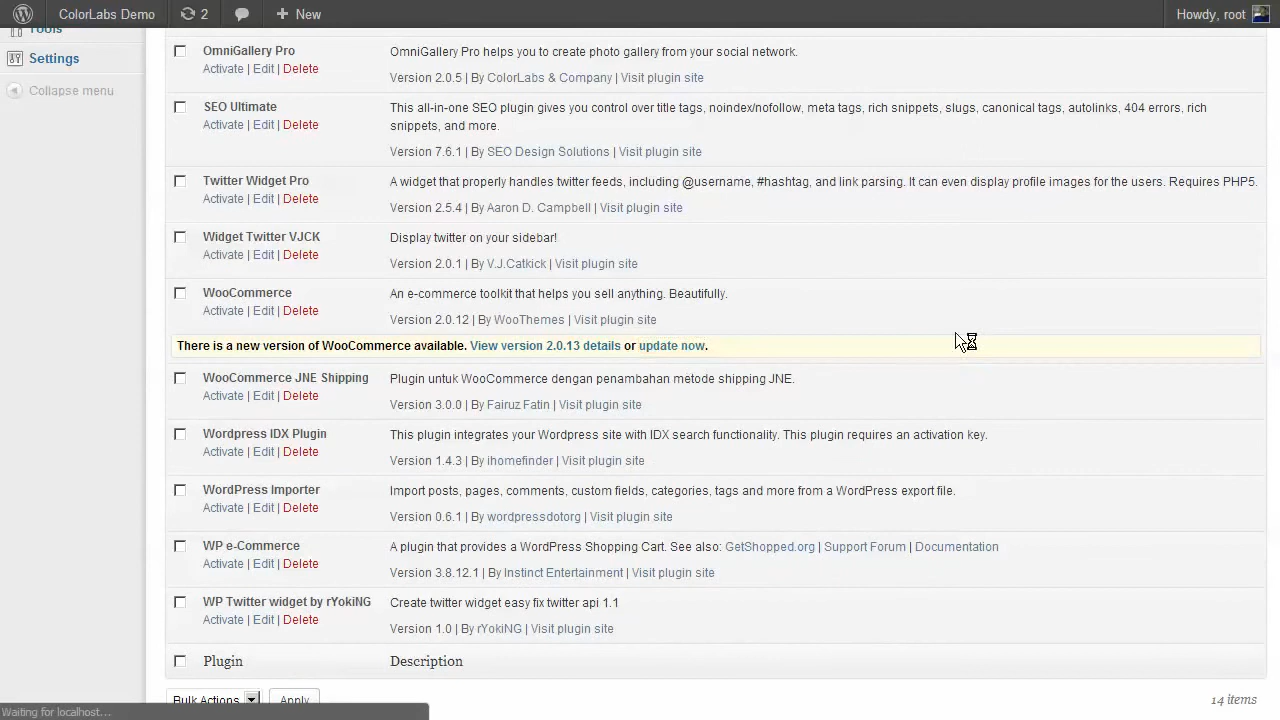 ColorLabs Demo 2 New Howdy, root
Tools
Settings
Collapse menu
OmniGallery Pro
Activate | Edit | Delete
OmniGallery Pro helps you to create photo gallery from your social network.
Version 2.0.5 | By ColorLabs & Company | Visit plugin site
SEO Ultimate
Activate | Edit | Delete
This all-in-one SEO plugin gives you control over title tags, noindex/nofollow, meta tags, rich snippets, slugs, canonical tags, autolinks, 404 errors, rich
snippets, and more.
Version 7.6.1 | By SEO Design Solutions | Visit plugin site
Twitter Widget Pro
Activate | Edit | Delete
A widget that properly handles twitter feeds, including @username, #hashtag, and link parsing. It can even display profile images for the users. Requires PHP5.
Version 2.5.4 | By Aaron D. Campbell | Visit plugin site
Widget Twitter VJCK
Activate | Edit | Delete
Display twitter on your sidebar!
Version 2.0.1 | By V.J.Catkick | Visit plugin site
WooCommerce
Activate | Edit | Delete
An e-commerce toolkit that helps you sell anything. Beautifully.
Version 2.0.12 | By WooThemes | Visit plugin site
There is a new version of WooCommerce available. View version 2.0.13 details or update now.
WooCommerce JNE Shipping
Activate | Edit | Delete
Plugin untuk WooCommerce dengan penambahan metode shipping JNE.
Version 3.0.0 | By Fairuz Fatin | Visit plugin site
Wordpress IDX Plugin
Activate | Edit | Delete
This plugin integrates your Wordpress site with IDX search functionality. This plugin requires an activation key.
Version 1.4.3 | By ihomefinder | Visit plugin site
WordPress Importer
Activate | Edit | Delete
Import posts, pages, comments, custom fields, categories, tags and more from a WordPress export file.
Version 0.6.1 | By wordpressdotorg | Visit plugin site
WP e-Commerce
Activate | Edit | Delete
A plugin that provides a WordPress Shopping Cart. See also: GetShopped.org | Support Forum | Documentation
Version 3.8.12.1 | By Instinct Entertainment | Visit plugin site
WP Twitter widget by rYokiNG
Activate | Edit | Delete
Create twitter widget easy fix twitter api 1.1
Version 1.0 | By rYokiNG | Visit plugin site
Plugin Description
Bulk Actions Apply 14 items
Waiting for localhost...